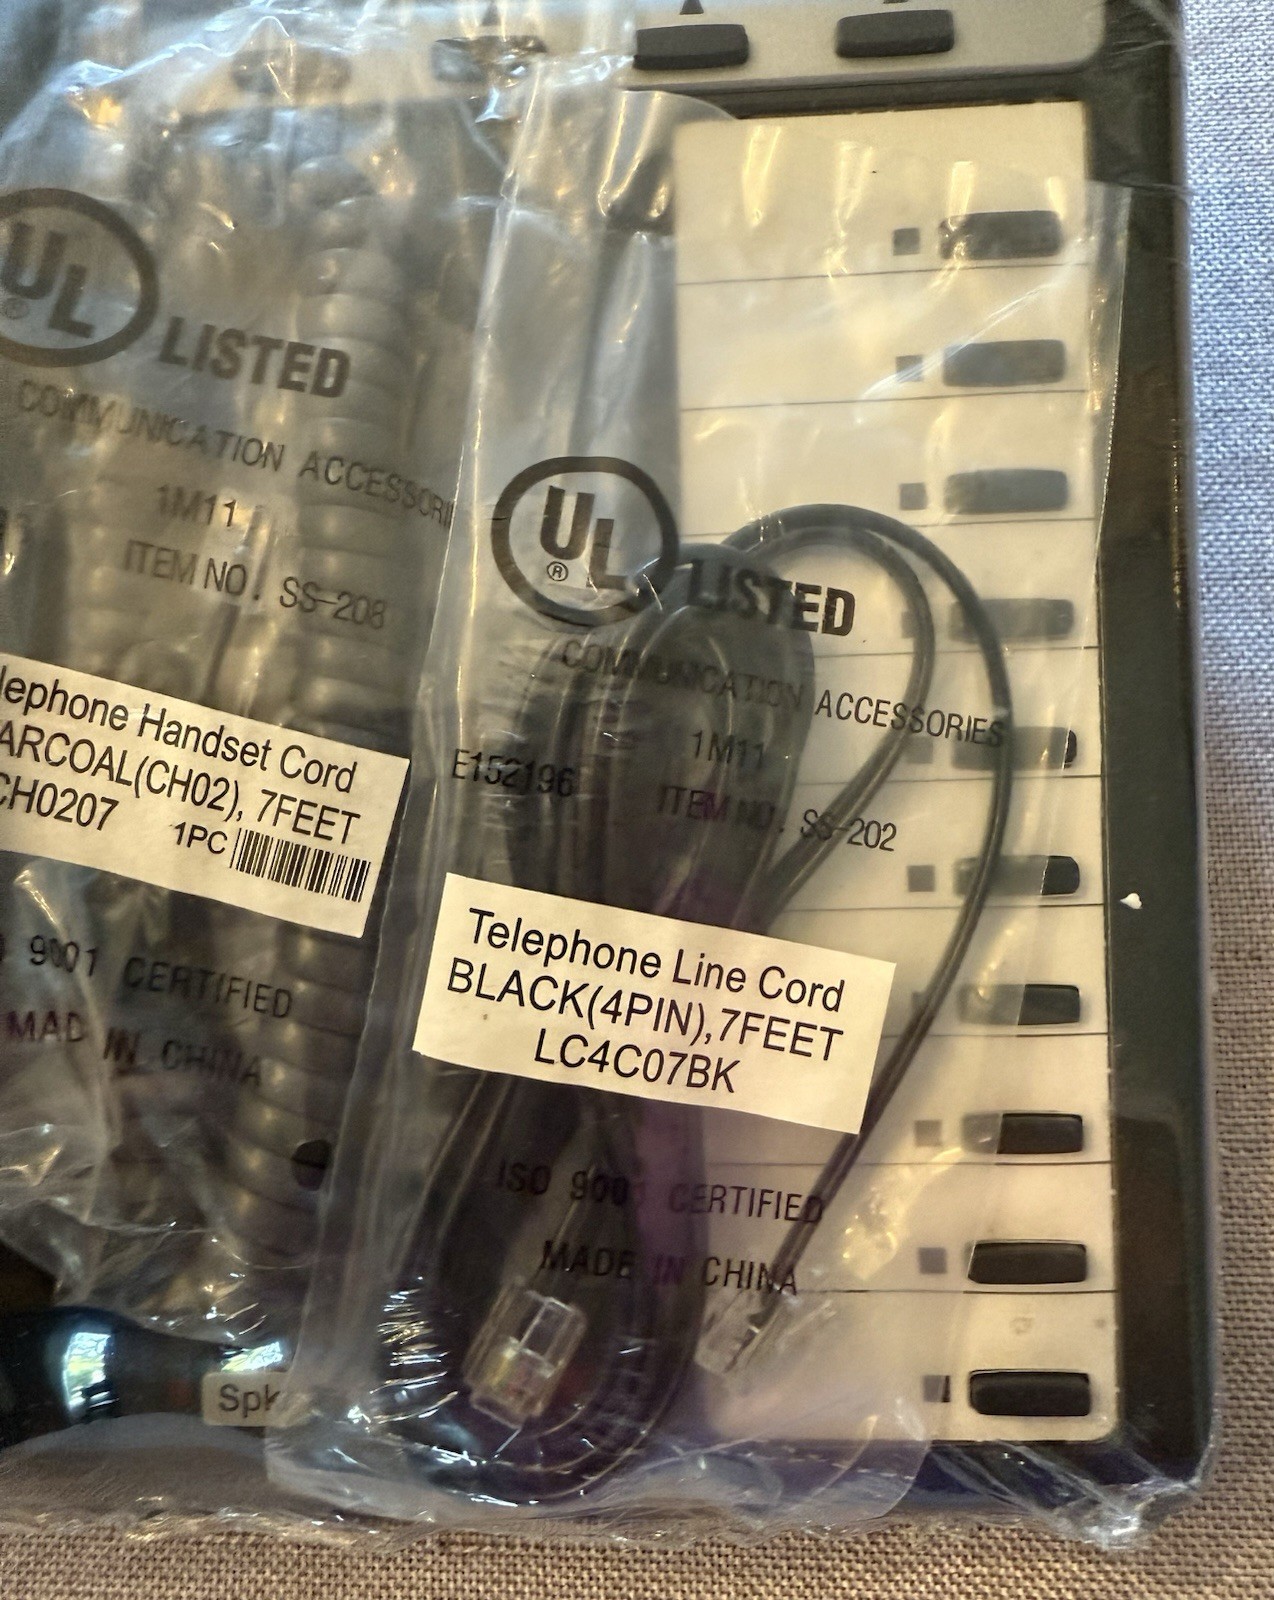 UL
®
LISTED
COMMUNICATION ACCESSORI
1M11
ITEM NO. SS-208
lephone Handset Cord
ARCOAL(CH02), 7FEET
CH0207 1PC
9001 CERTIFIED
MAD IN CHINA
Spk
UL
®
LISTED
COMMUNICATION ACCESSORIES
E152196 1M11
ITEM NO. SS-202
Telephone Line Cord
BLACK(4PIN),7FEET
LC4C07BK
ISO 9001 CERTIFIED
MADE IN CHINA